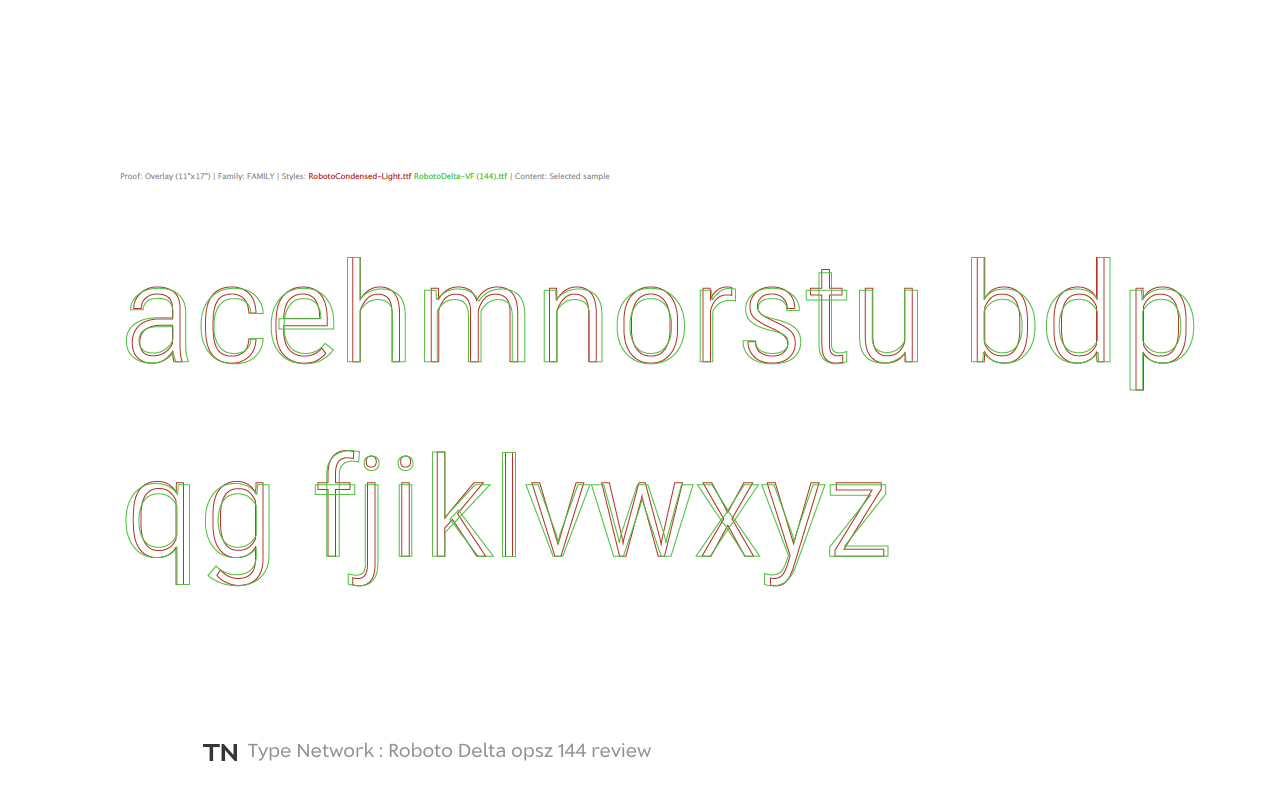 Proof: Overlay (11"x17") | Family: FAMILY | Styles: RobotoCondensed-Light.ttf RobotoDelta-VF (144).ttf | Content: Selected sample
acehmnorstu bdp
qg fjiklvwxyz
TN Type Network : Roboto Delta opsz 144 review